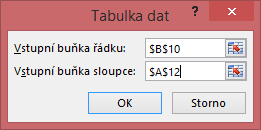 Tabulka dat
Vstupní buňka řádku: $B$10
Vstupní buňka sloupce: $A$12
OK Storno